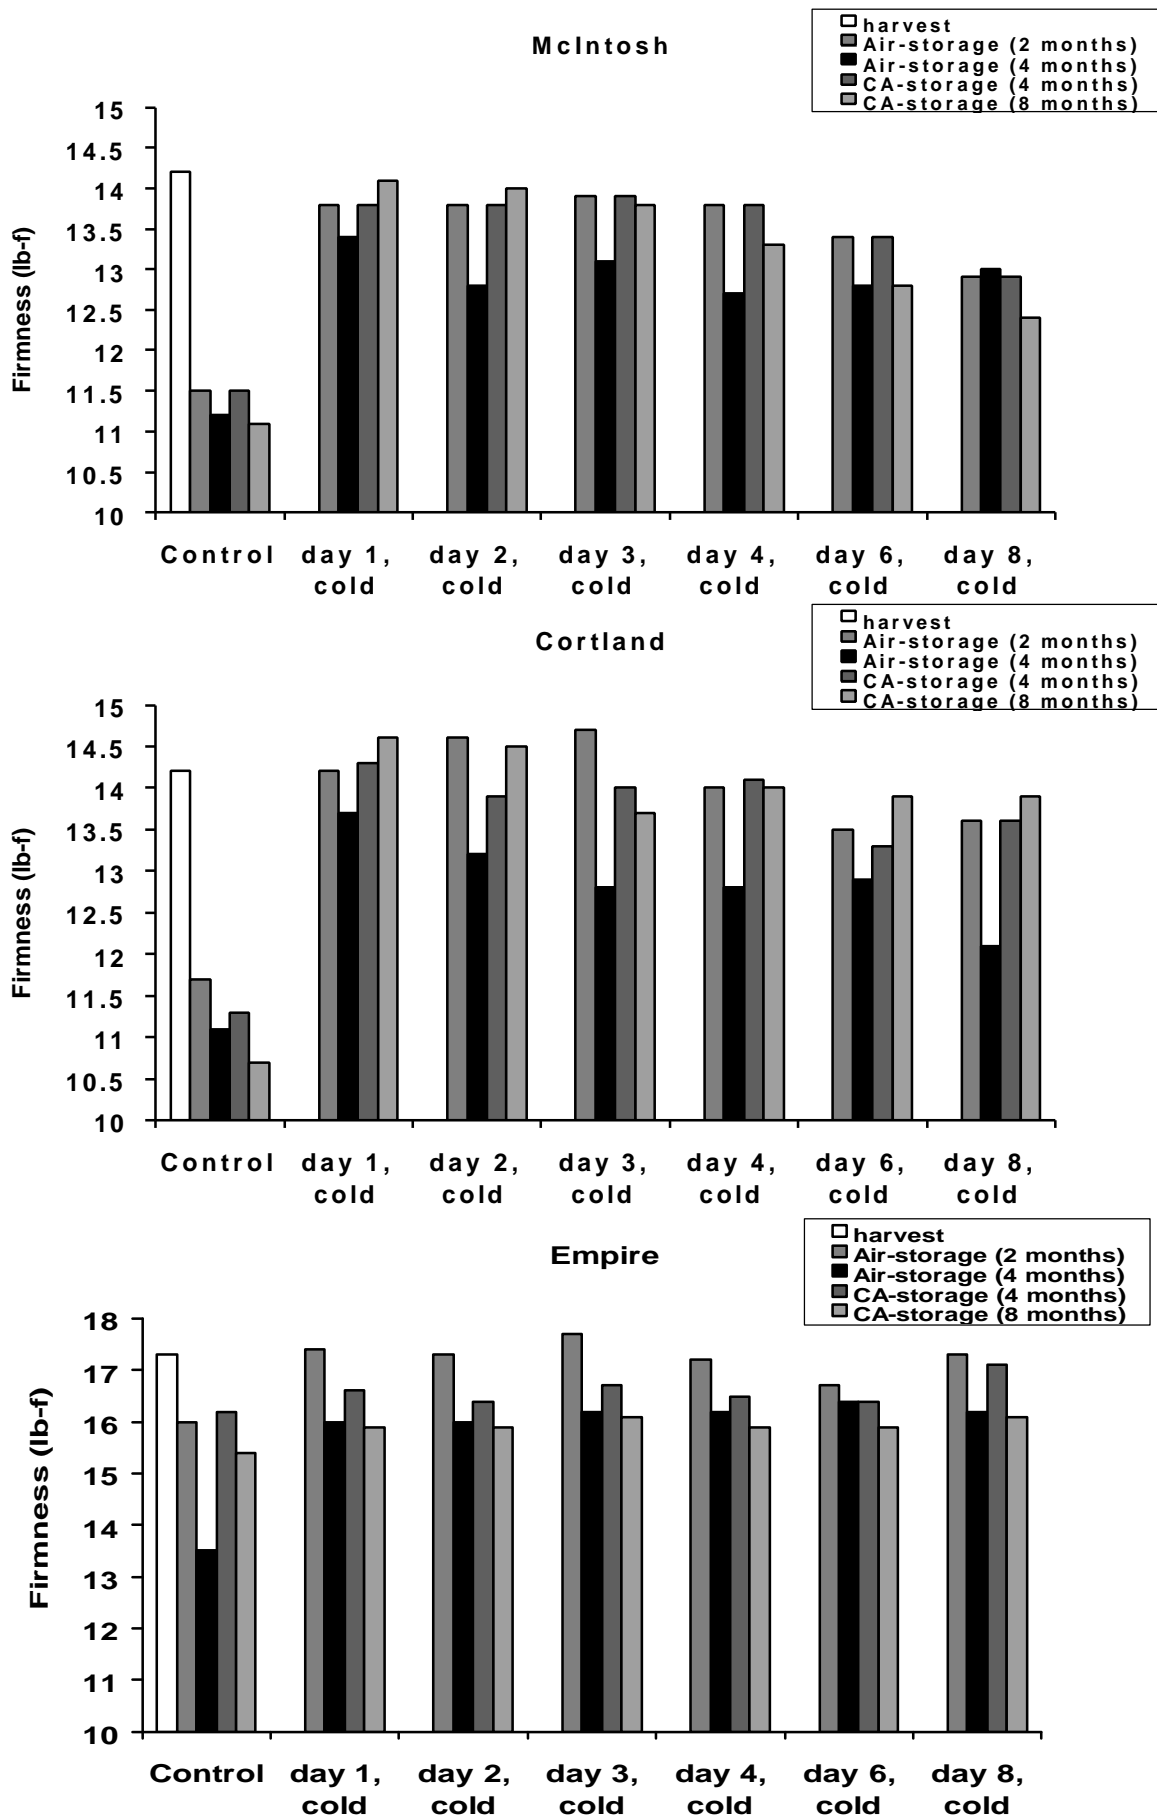 McIntosh
harvest
Air-storage (2 months)
Air-storage (4 months)
CA-storage (4 months)
CA-storage (8 months)
Firmness (lb-f)
15
14.5
14
13.5
13
12.5
12
11.5
11
10.5
10
Control day 1, day 2, day 3, day 4, day 6, day 8,
cold cold cold cold cold cold
Cortland
harvest
Air-storage (2 months)
Air-storage (4 months)
CA-storage (4 months)
CA-storage (8 months)
Firmness (lb-f)
15
14.5
14
13.5
13
12.5
12
11.5
11
10.5
10
Control day 1, day 2, day 3, day 4, day 6, day 8,
cold cold cold cold cold cold
Empire
harvest
Air-storage (2 months)
Air-storage (4 months)
CA-storage (4 months)
CA-storage (8 months)
Firmness (lb-f)
18
17
16
15
14
13
12
11
10
Control day 1, day 2, day 3, day 4, day 6, day 8,
cold cold cold cold cold cold